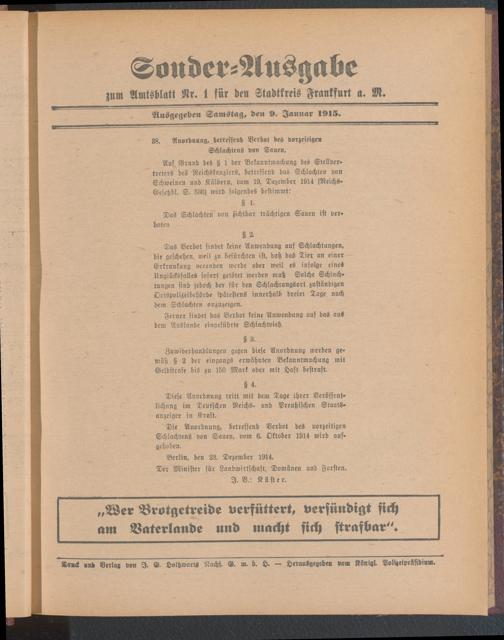 Sonder=Ausgabe
zum Amtsblatt Nr. 1 für den Stadtkreis Frankfurt a. M.
Ausgegeben Samstag, den 9. Januar 1915.
38. Anordnung, betreffend Verbot des vorzeitigen
Schlachtens von Sauen.
Auf Grund des § 1 der Bekanntmachung des Stellver-
treters des Reichskanzlers, betreffend das Schlachten von
Schweinen und Kälbern, vom 19. Dezember 1914 (Reichs-
Gesetzbl. S. 536) wird folgendes bestimmt:
§ 1.
Das Schlachten von sichtbar trächtigen Sauen ist ver-
boten
§ 2.
Das Verbot findet keine Anwendung auf Schlachtungen,
die geschehen, weil zu befürchten ist, daß das Tier an einer
Erkrankung verenden werde oder weil es infolge eines
Unglücksfalles sofort getötet werden muß Solche Schlach-
tungen sind jedoch der für den Schlachtungsort zuständigen
Ortspolizeibehörde spätestens innerhalb dreier Tage nach
dem Schlachten anzuzeigen.
Ferner findet das Verbot keine Anwendung auf das aus
dem Auslande eingeführte Schlachtvieh.
§ 3.
Zuwiderhandlungen gegen diese Anordnung werden ge-
mäß § 2 der eingangs erwähnten Bekanntmachung mit
Geldstrafe bis zu 150 Mark oder mit Haft bestraft.
§ 4.
Diese Anordnung tritt mit dem Tage ihrer Veröffent-
lichung im Deutschen Reichs- und Preußischen Staats-
anzeiger in Kraft.
Die Anordnung, betreffend Verbot des vorzeitigen
Schlachtens von Sauen, vom 6. Oktober 1914 wird auf-
gehoben.
Berlin, den 23. Dezember 1914.
Der Minister für Landwirtschaft, Domänen und Forsten.
J. V.: Küster.
„Wer Brotgetreide verfüttert, versündigt sich
am Vaterlande und macht sich strafbar“.
Druck und Verlag von J. G. Holtzwarts Nachf. G. m. b. H. — Herausgegeben vom Königl. Polizeipräsidium.